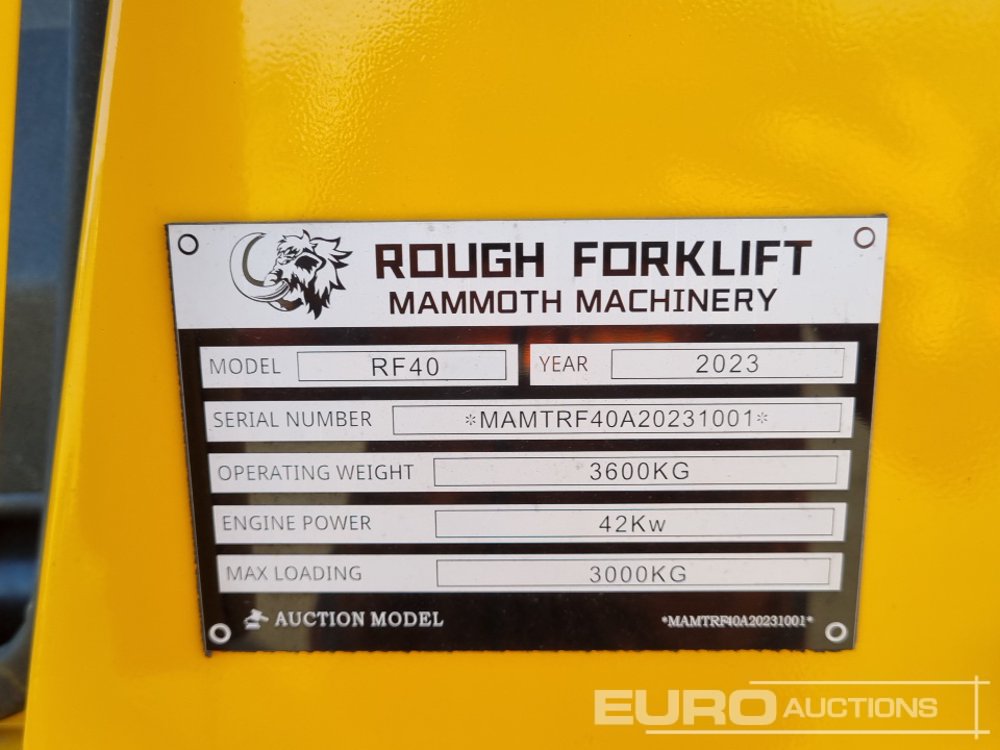 ROUGH FORKLIFT
MAMMOTH MACHINERY
MODEL RF40 YEAR 2023
SERIAL NUMBER *MAMTRF40A20231001*
OPERATING WEIGHT 3600KG
ENGINE POWER 42Kw
MAX LOADING 3000KG
AUCTION MODEL *MAMTRF40A20231001*
EURO AUCTIONS